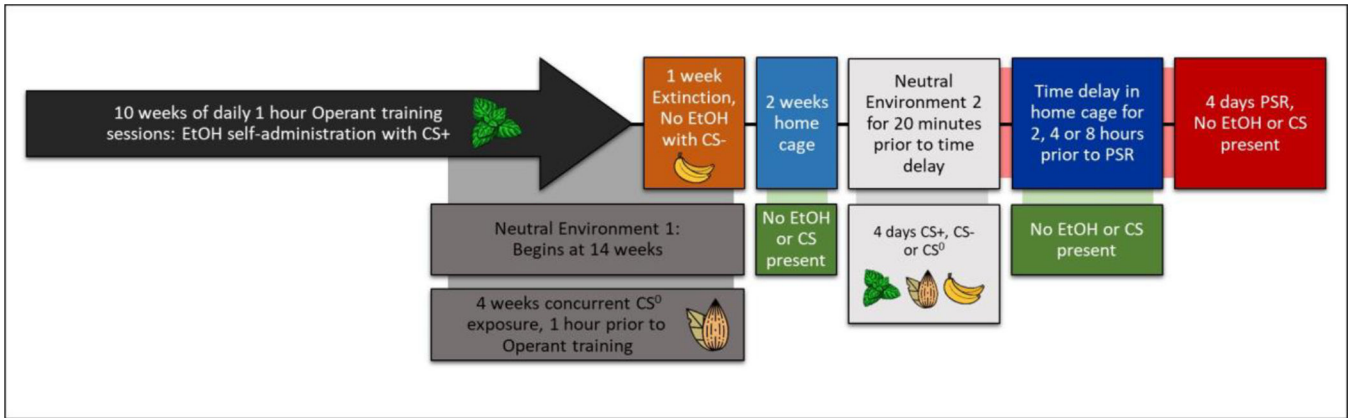 10 weeks of daily 1 hour Operant training
sessions: EtOH self-administration with CS+
1 week
Extinction,
No EtOH
with CS-
2 weeks
home
cage
Neutral
Environment 2
for 20 minutes
prior to time
delay
Time delay in
home cage for
2, 4 or 8 hours
prior to PSR
4 days PSR,
No EtOH or CS
present
Neutral Environment 1:
Begins at 14 weeks
No EtOH
or CS
present
4 days CS+, CS-
or CS⁰
No EtOH or CS
present
4 weeks concurrent CS⁰
exposure, 1 hour prior to
Operant training